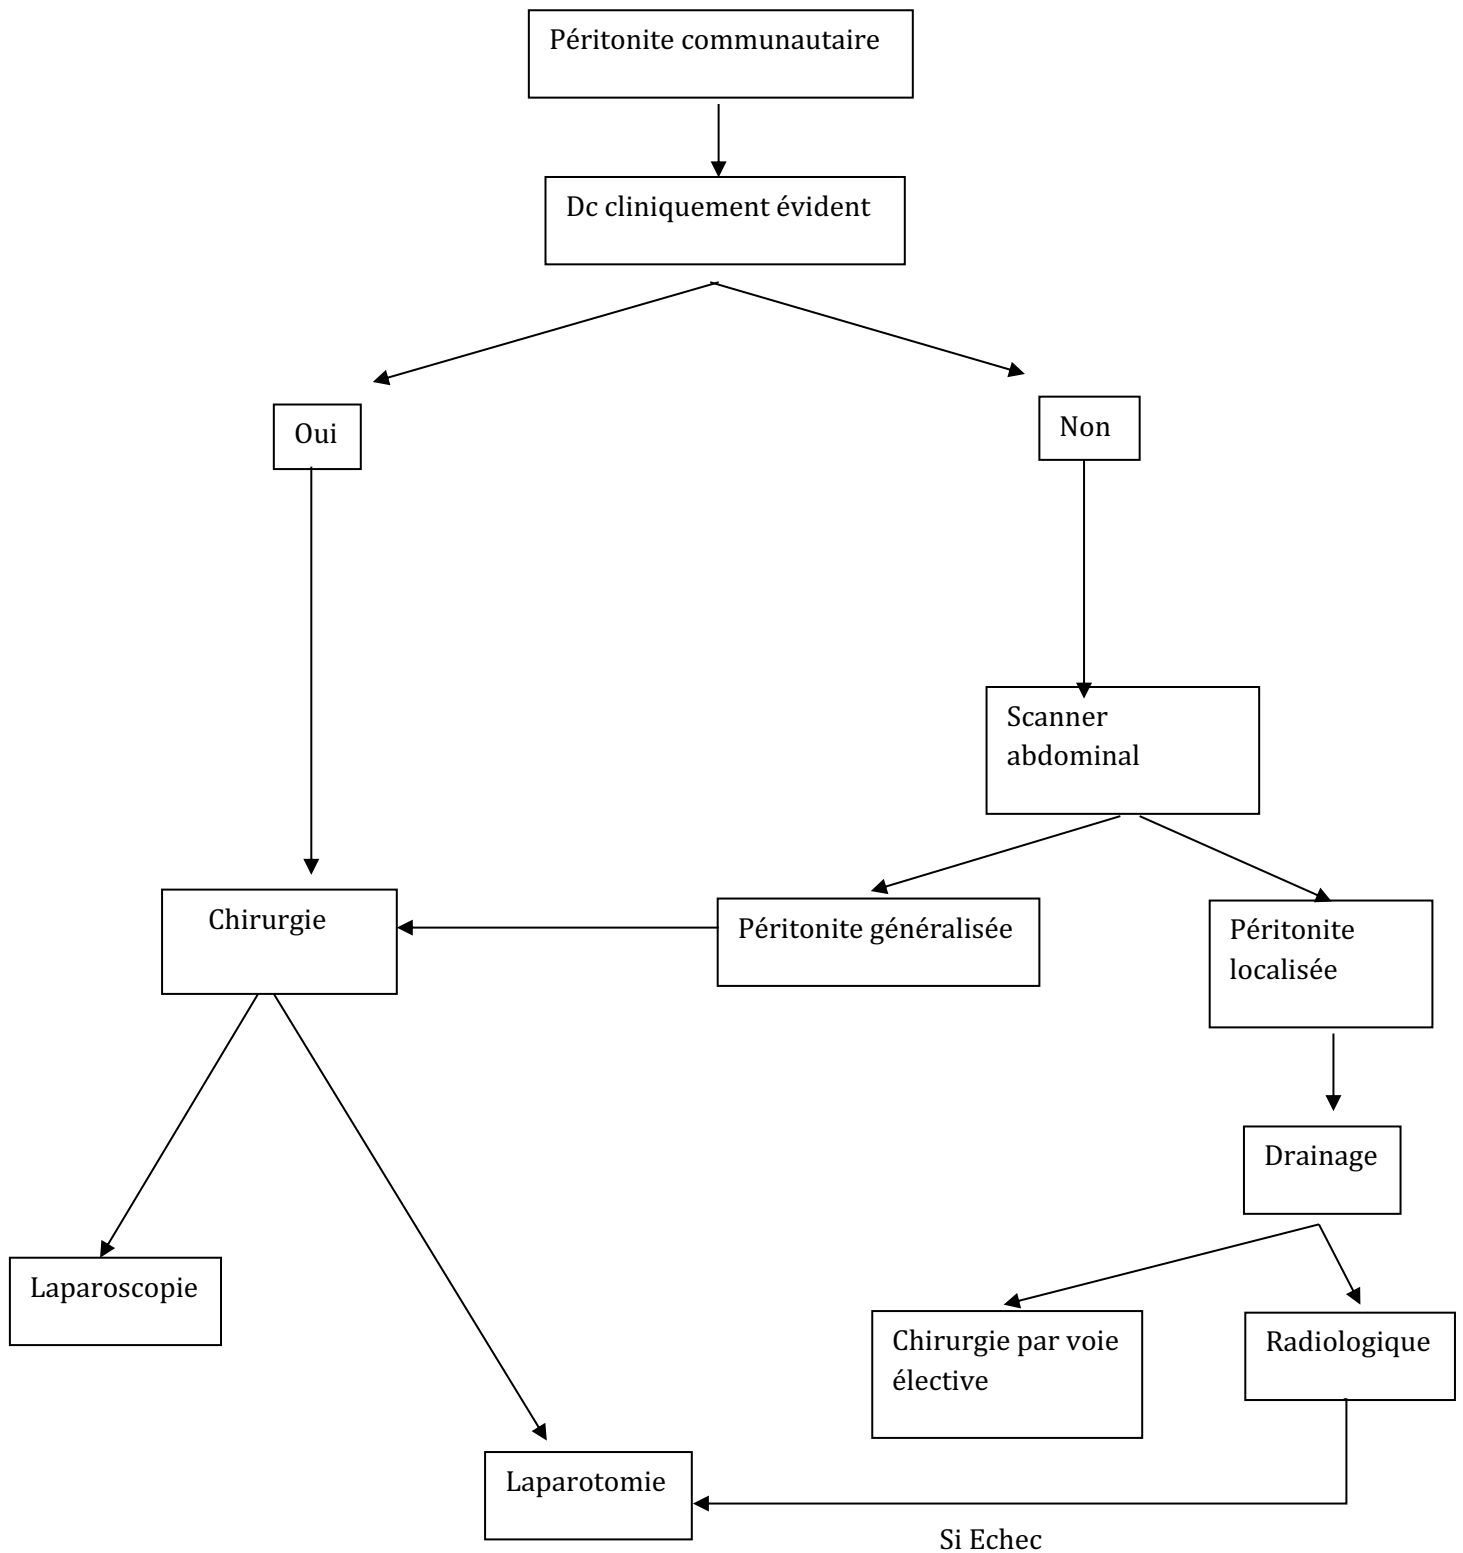 Péritonite communautaire
Dc cliniquement évident
Oui
Non
Scanner
abdominal
Chirurgie
Péritonite généralisée
Péritonite
localisée
Drainage
Laparoscopie
Chirurgie par voie
élective
Radiologique
Laparotomie
Si Echec